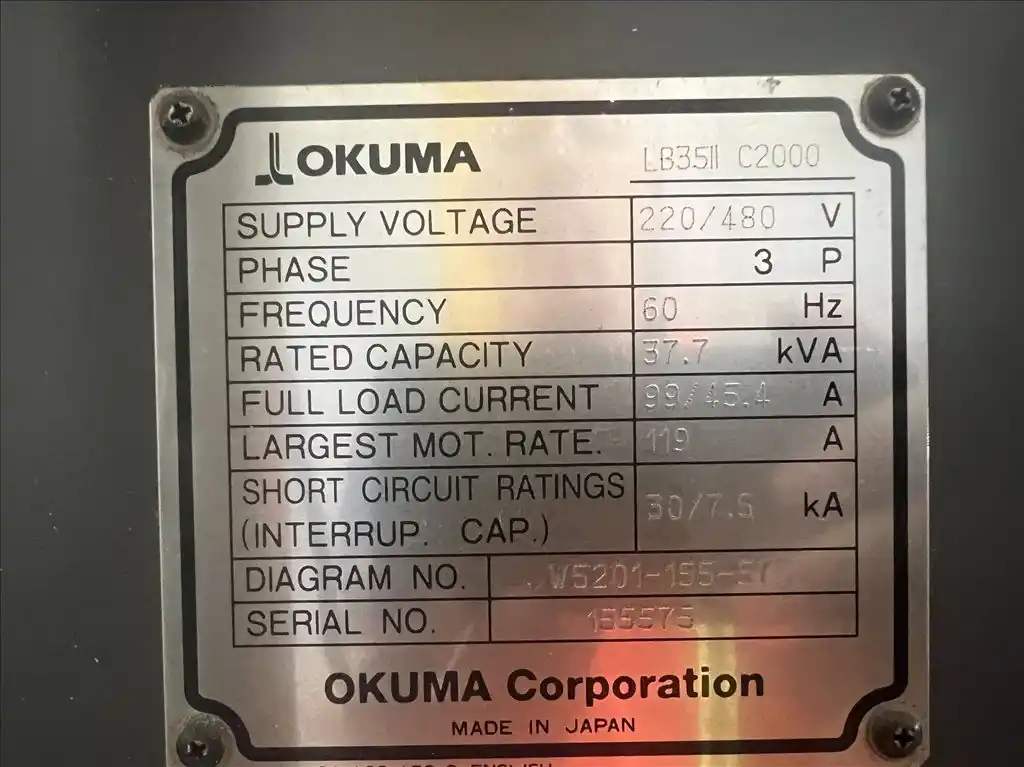 OKUMA
LB35II C2000
SUPPLY VOLTAGE 220/480 V
PHASE 3 P
FREQUENCY 60 Hz
RATED CAPACITY 37.7 kVA
FULL LOAD CURRENT 99/45.4 A
LARGEST MOT. RATE. 119 A
SHORT CIRCUIT RATINGS 30/7.5 kA
(INTERRUP. CAP.)
DIAGRAM NO.
SERIAL NO. 155575
OKUMA Corporation
MADE IN JAPAN